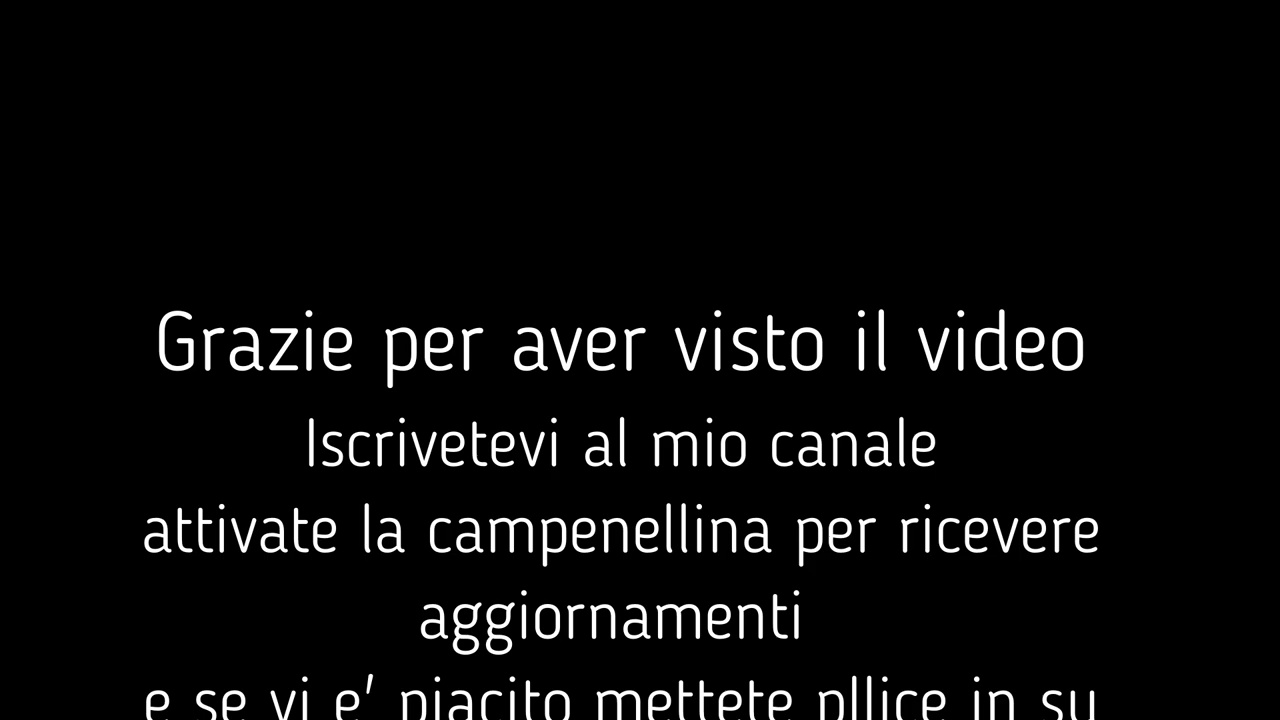 Grazie per aver visto il video
Iscrivetevi al mio canale
attivate la campenellina per ricevere
aggiornamenti
e se vi e' piacito mettete pllice in su